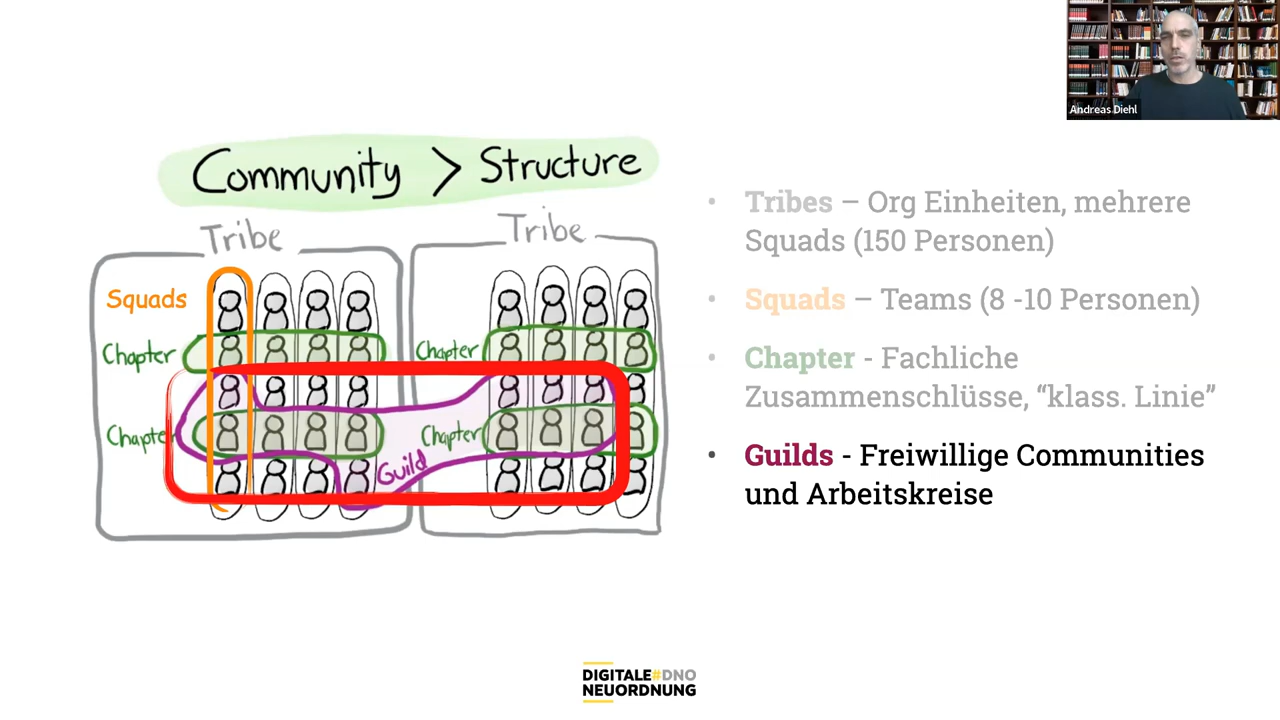 Andreas Diehl
Community > Structure
Tribe
Tribe
Squads
Chapter
Chapter
Chapter
Chapter
Guild
• Tribes – Org Einheiten, mehrere
Squads (150 Personen)
• Squads – Teams (8 -10 Personen)
• Chapter - Fachliche
Zusammenschlüsse, “klass. Linie”
• Guilds - Freiwillige Communities
und Arbeitskreise
DIGITALE#DNO
NEUORDNUNG